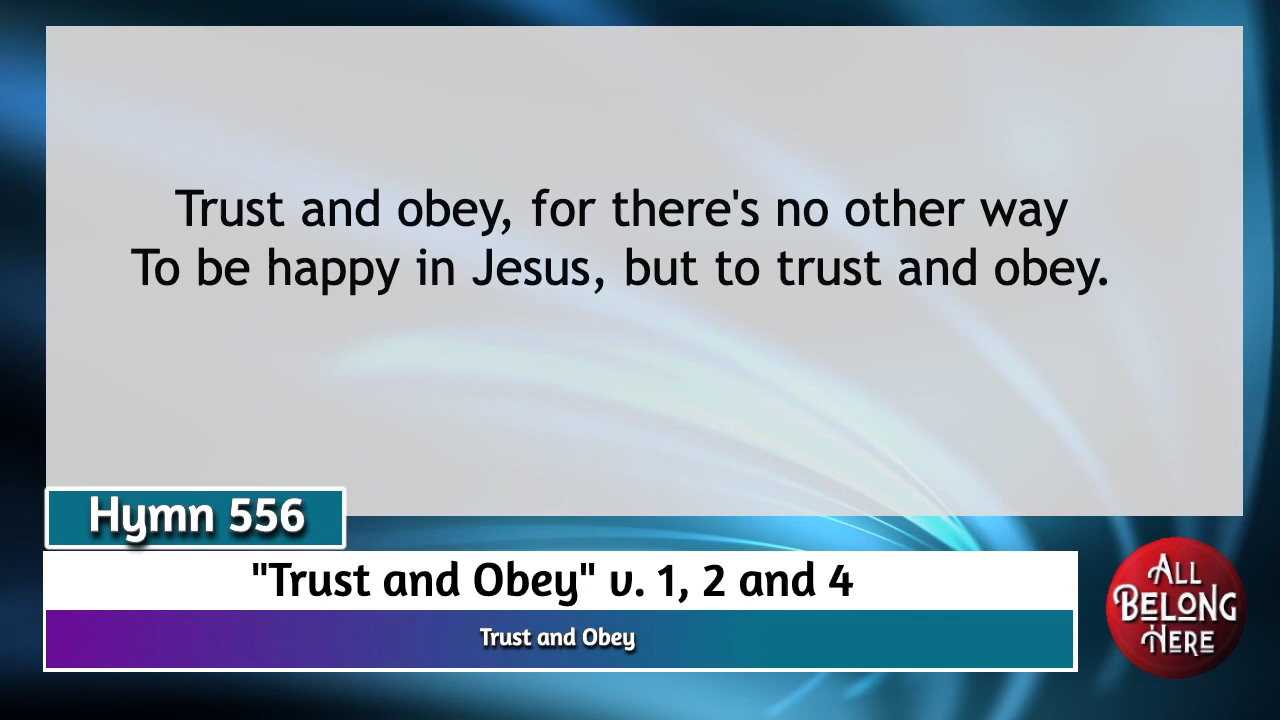 Trust and obey, for there's no other way
To be happy in Jesus, but to trust and obey.
Hymn 556
"Trust and Obey" v. 1, 2 and 4
Trust and Obey
ALL
BELONG
HERE